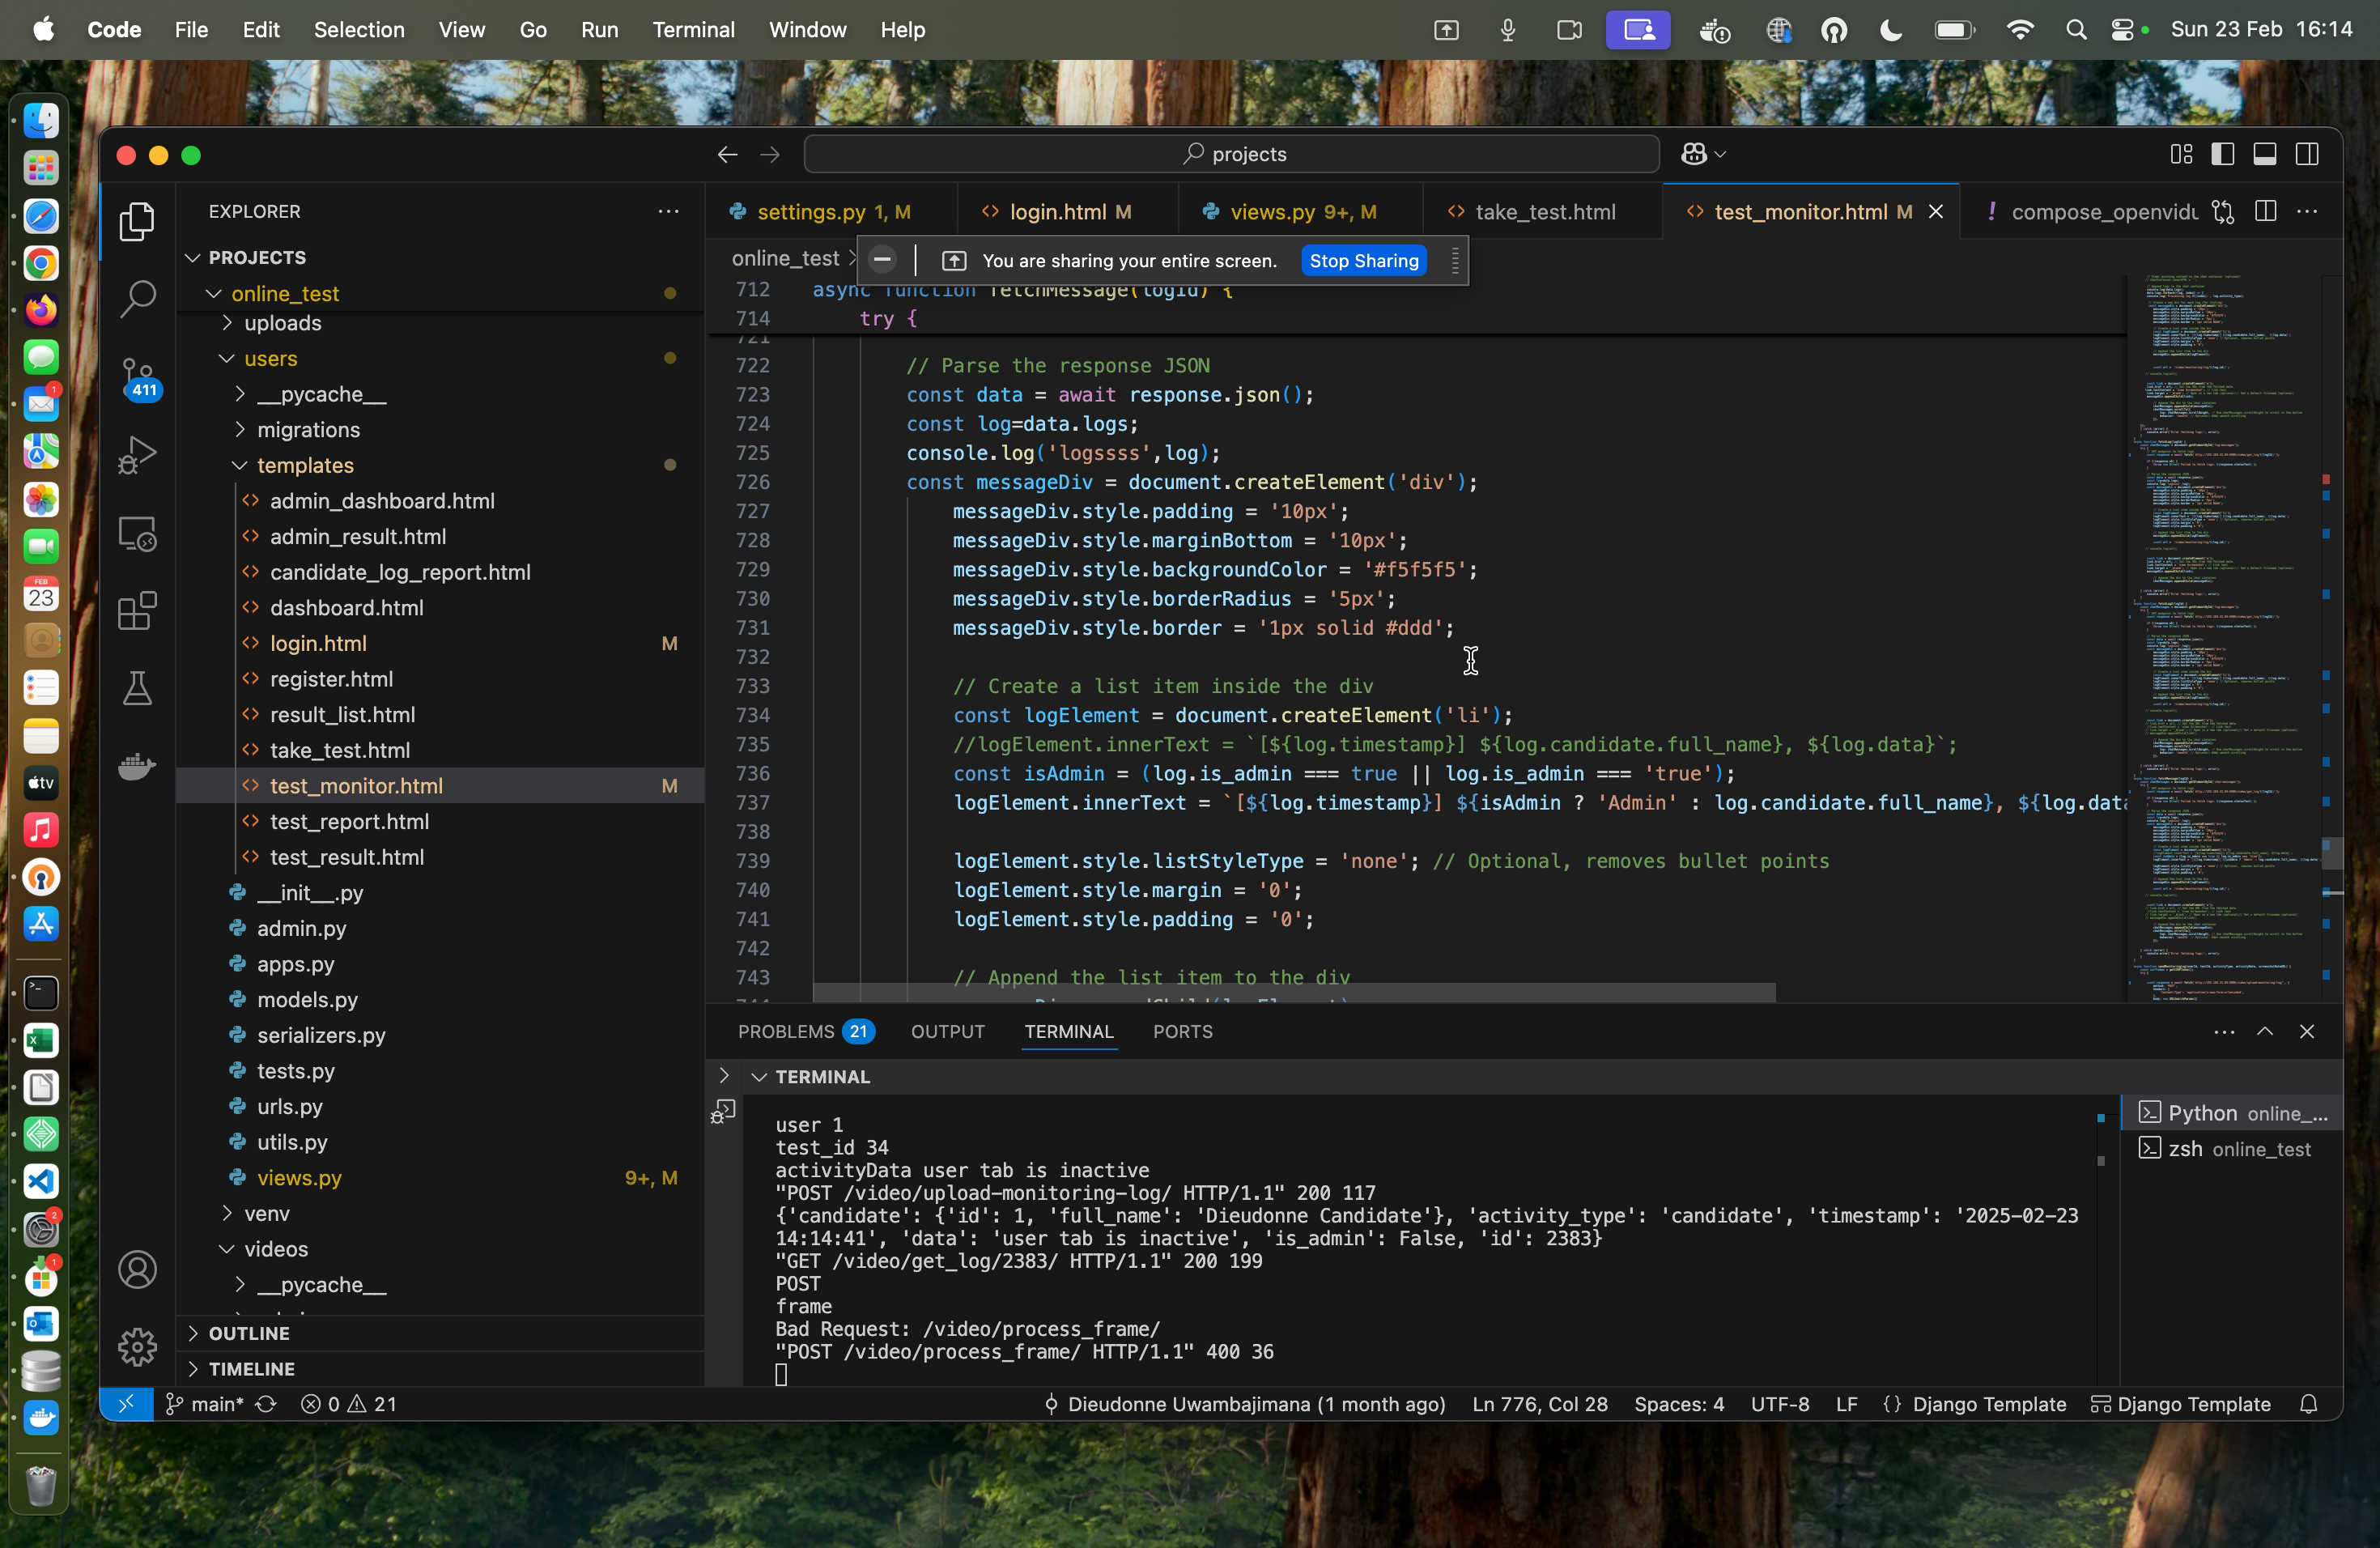 Code File Edit Selection View Go Run Terminal Window Help Sun 23 Feb 16:14
projects
EXPLORER
PROJECTS
online_test
uploads
users
__pycache__
migrations
templates
admin_dashboard.html
admin_result.html
candidate_log_report.html
dashboard.html
login.html M
register.html
result_list.html
take_test.html
test_monitor.html M
test_report.html
test_result.html
__init__.py
admin.py
apps.py
models.py
serializers.py
tests.py
urls.py
utils.py
views.py 9+, M
venv
videos
__pycache__
OUTLINE
TIMELINE
411
FEB
23
tv
1
2
1
settings.py 1, M login.html M views.py 9+, M take_test.html test_monitor.html M compose_openvidu
online_test
You are sharing your entire screen. Stop Sharing
712 async function fetchMessage(logId) {
714 try {
721
722 // Parse the response JSON
723 const data = await response.json();
724 const log=data.logs;
725 console.log('logssss',log);
726 const messageDiv = document.createElement('div');
727 messageDiv.style.padding = '10px';
728 messageDiv.style.marginBottom = '10px';
729 messageDiv.style.backgroundColor = '#f5f5f5';
730 messageDiv.style.borderRadius = '5px';
731 messageDiv.style.border = '1px solid #ddd';
732
733 // Create a list item inside the div
734 const logElement = document.createElement('li');
735 //logElement.innerText = `[${log.timestamp}] ${log.candidate.full_name}, ${log.data}`;
736 const isAdmin = (log.is_admin === true || log.is_admin === 'true');
737 logElement.innerText = `[${log.timestamp}] ${isAdmin ? 'Admin' : log.candidate.full_name}, ${log.data
738
739 logElement.style.listStyleType = 'none'; // Optional, removes bullet points
740 logElement.style.margin = '0';
741 logElement.style.padding = '0';
742
743 // Append the list item to the div
PROBLEMS 21 OUTPUT TERMINAL PORTS
TERMINAL
user 1
test_id 34
activityData user tab is inactive
"POST /video/upload-monitoring-log/ HTTP/1.1" 200 117
{'candidate': {'id': 1, 'full_name': 'Dieudonne Candidate'}, 'activity_type': 'candidate', 'timestamp': '2025-02-23
14:14:41', 'data': 'user tab is inactive', 'is_admin': False, 'id': 2383}
"GET /video/get_log/2383/ HTTP/1.1" 200 199
POST
frame
Bad Request: /video/process_frame/
"POST /video/process_frame/ HTTP/1.1" 400 36
Python online_...
zsh online_test
main* 0 21 Dieudonne Uwambajimana (1 month ago) Ln 776, Col 28 Spaces: 4 UTF-8 LF {} Django Template Django Template